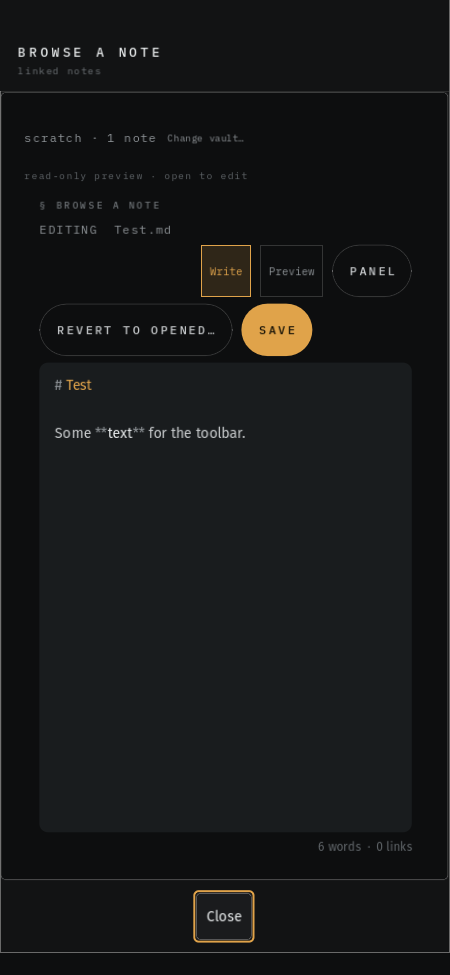 BROWSE A NOTE
linked notes
scratch · 1 note Change vault…
read-only preview · open to edit
§ BROWSE A NOTE
EDITING Test.md
Write Preview PANEL
REVERT TO OPENED… SAVE
# Test
Some **text** for the toolbar.
6 words · 0 links
Close